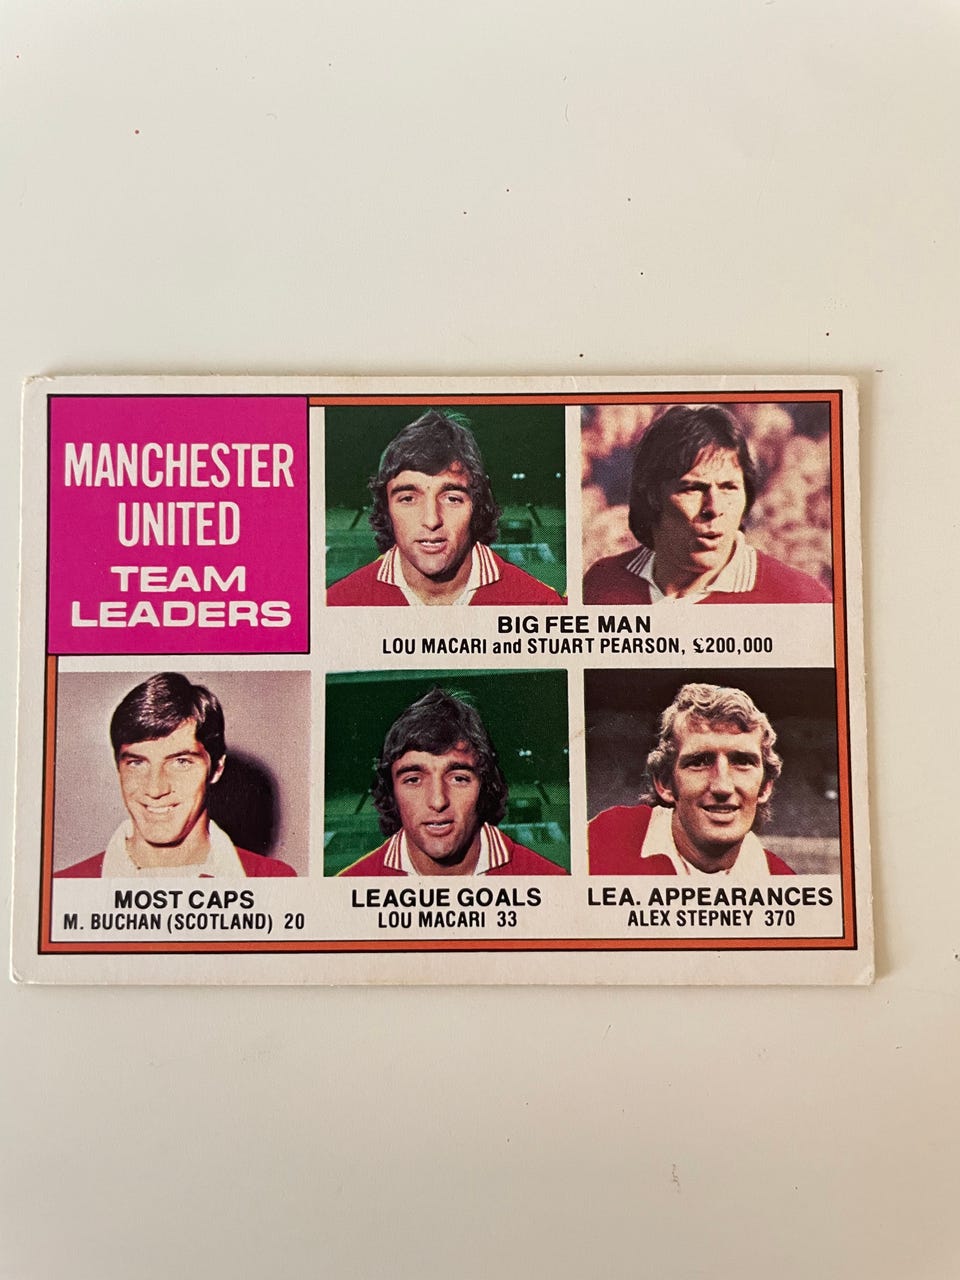 MANCHESTER
UNITED
TEAM
LEADERS
BIG FEE MAN
LOU MACARI and STUART PEARSON, £200,000
MOST CAPS
M. BUCHAN (SCOTLAND) 20
LEAGUE GOALS
LOU MACARI 33
LEA. APPEARANCES
ALEX STEPNEY 370